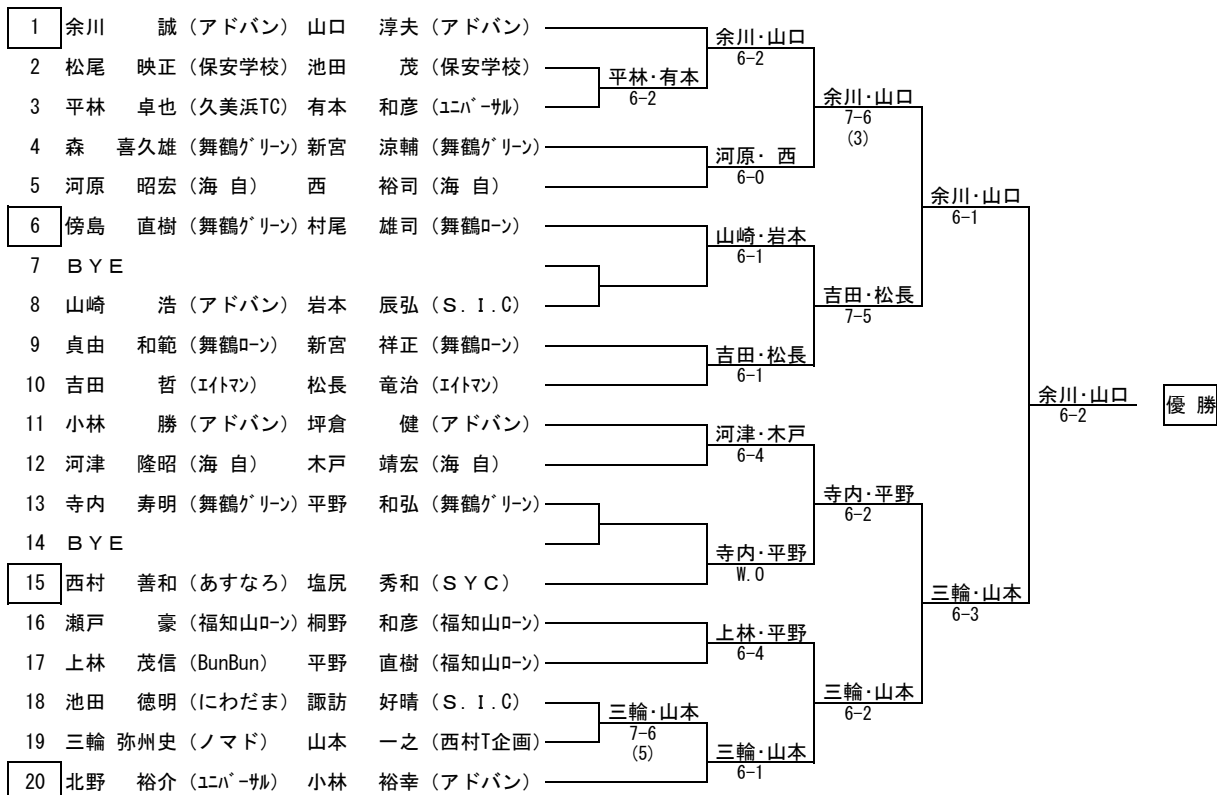 1 余川 誠 (アドバン) 山口 淳夫 (アドバン)
2 松尾 映正 (保安学校) 池田 茂 (保安学校)
3 平林 卓也 (久美浜TC) 有本 和彦 (ﾕﾆﾊﾞｰｻﾙ)
4 森 喜久雄 (舞鶴ｸﾞﾘｰﾝ) 新宮 涼輔 (舞鶴ｸﾞﾘｰﾝ)
5 河原 昭宏 (海 自) 西 裕司 (海 自)
6 傍島 直樹 (舞鶴ｸﾞﾘｰﾝ) 村尾 雄司 (舞鶴ﾛｰﾝ)
7 ＢＹＥ
8 山崎 浩 (アドバン) 岩本 辰弘 (Ｓ．Ｉ．Ｃ)
9 貞由 和範 (舞鶴ﾛｰﾝ) 新宮 祥正 (舞鶴ﾛｰﾝ)
10 吉田 哲 (ｴｲﾄﾏﾝ) 松長 竜治 (ｴｲﾄﾏﾝ)
11 小林 勝 (アドバン) 坪倉 健 (アドバン)
12 河津 隆昭 (海 自) 木戸 靖宏 (海 自)
13 寺内 寿明 (舞鶴ｸﾞﾘｰﾝ) 平野 和弘 (舞鶴ｸﾞﾘｰﾝ)
14 ＢＹＥ
15 西村 善和 (あすなろ) 塩尻 秀和 (ＳＹＣ)
16 瀬戸 豪 (福知山ﾛｰﾝ) 桐野 和彦 (福知山ﾛｰﾝ)
17 上林 茂信 (BunBun) 平野 直樹 (福知山ﾛｰﾝ)
18 池田 徳明 (にわだま) 諏訪 好晴 (Ｓ．Ｉ．Ｃ)
19 三輪 弥州史 (ノマド) 山本 一之 (西村T企画)
20 北野 裕介 (ﾕﾆﾊﾞｰｻﾙ) 小林 裕幸 (アドバン)
平林・有本
6-2
三輪・山本
7-6
(5)
余川・山口
6-2
河原・ 西
6-0
山崎・岩本
6-1
吉田・松長
6-1
河津・木戸
6-4
寺内・平野
W.O
上林・平野
6-4
三輪・山本
6-1
余川・山口
7-6
(3)
吉田・松長
7-5
寺内・平野
6-2
三輪・山本
6-2
余川・山口
6-1
三輪・山本
6-3
余川・山口
6-2
優 勝